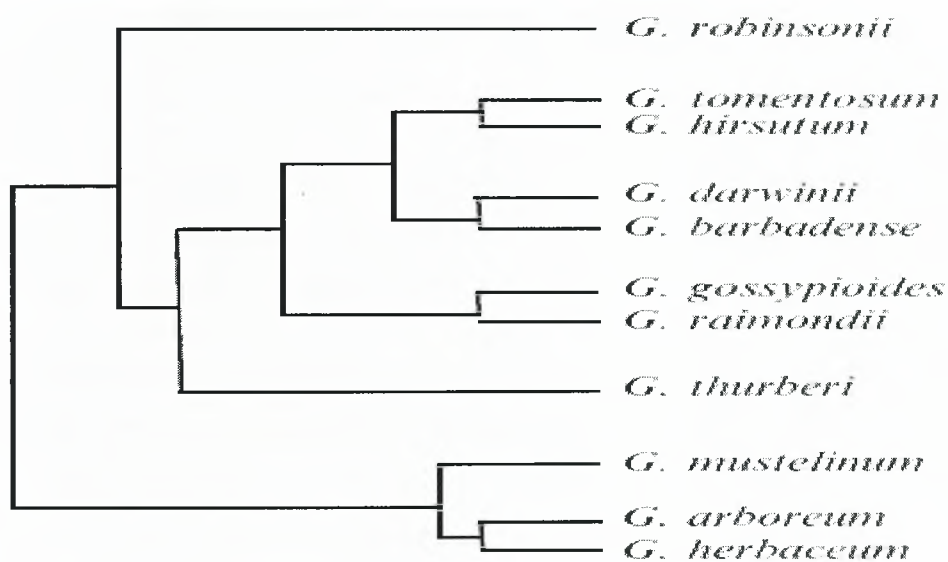 G. robinsonii
G. tomentosum
G. hirsutum
G. darwinii
G. barbadense
G. gossypioides
G. raimondii
G. thurberi
G. mustelinum
G. arboreum
G. herbaceum